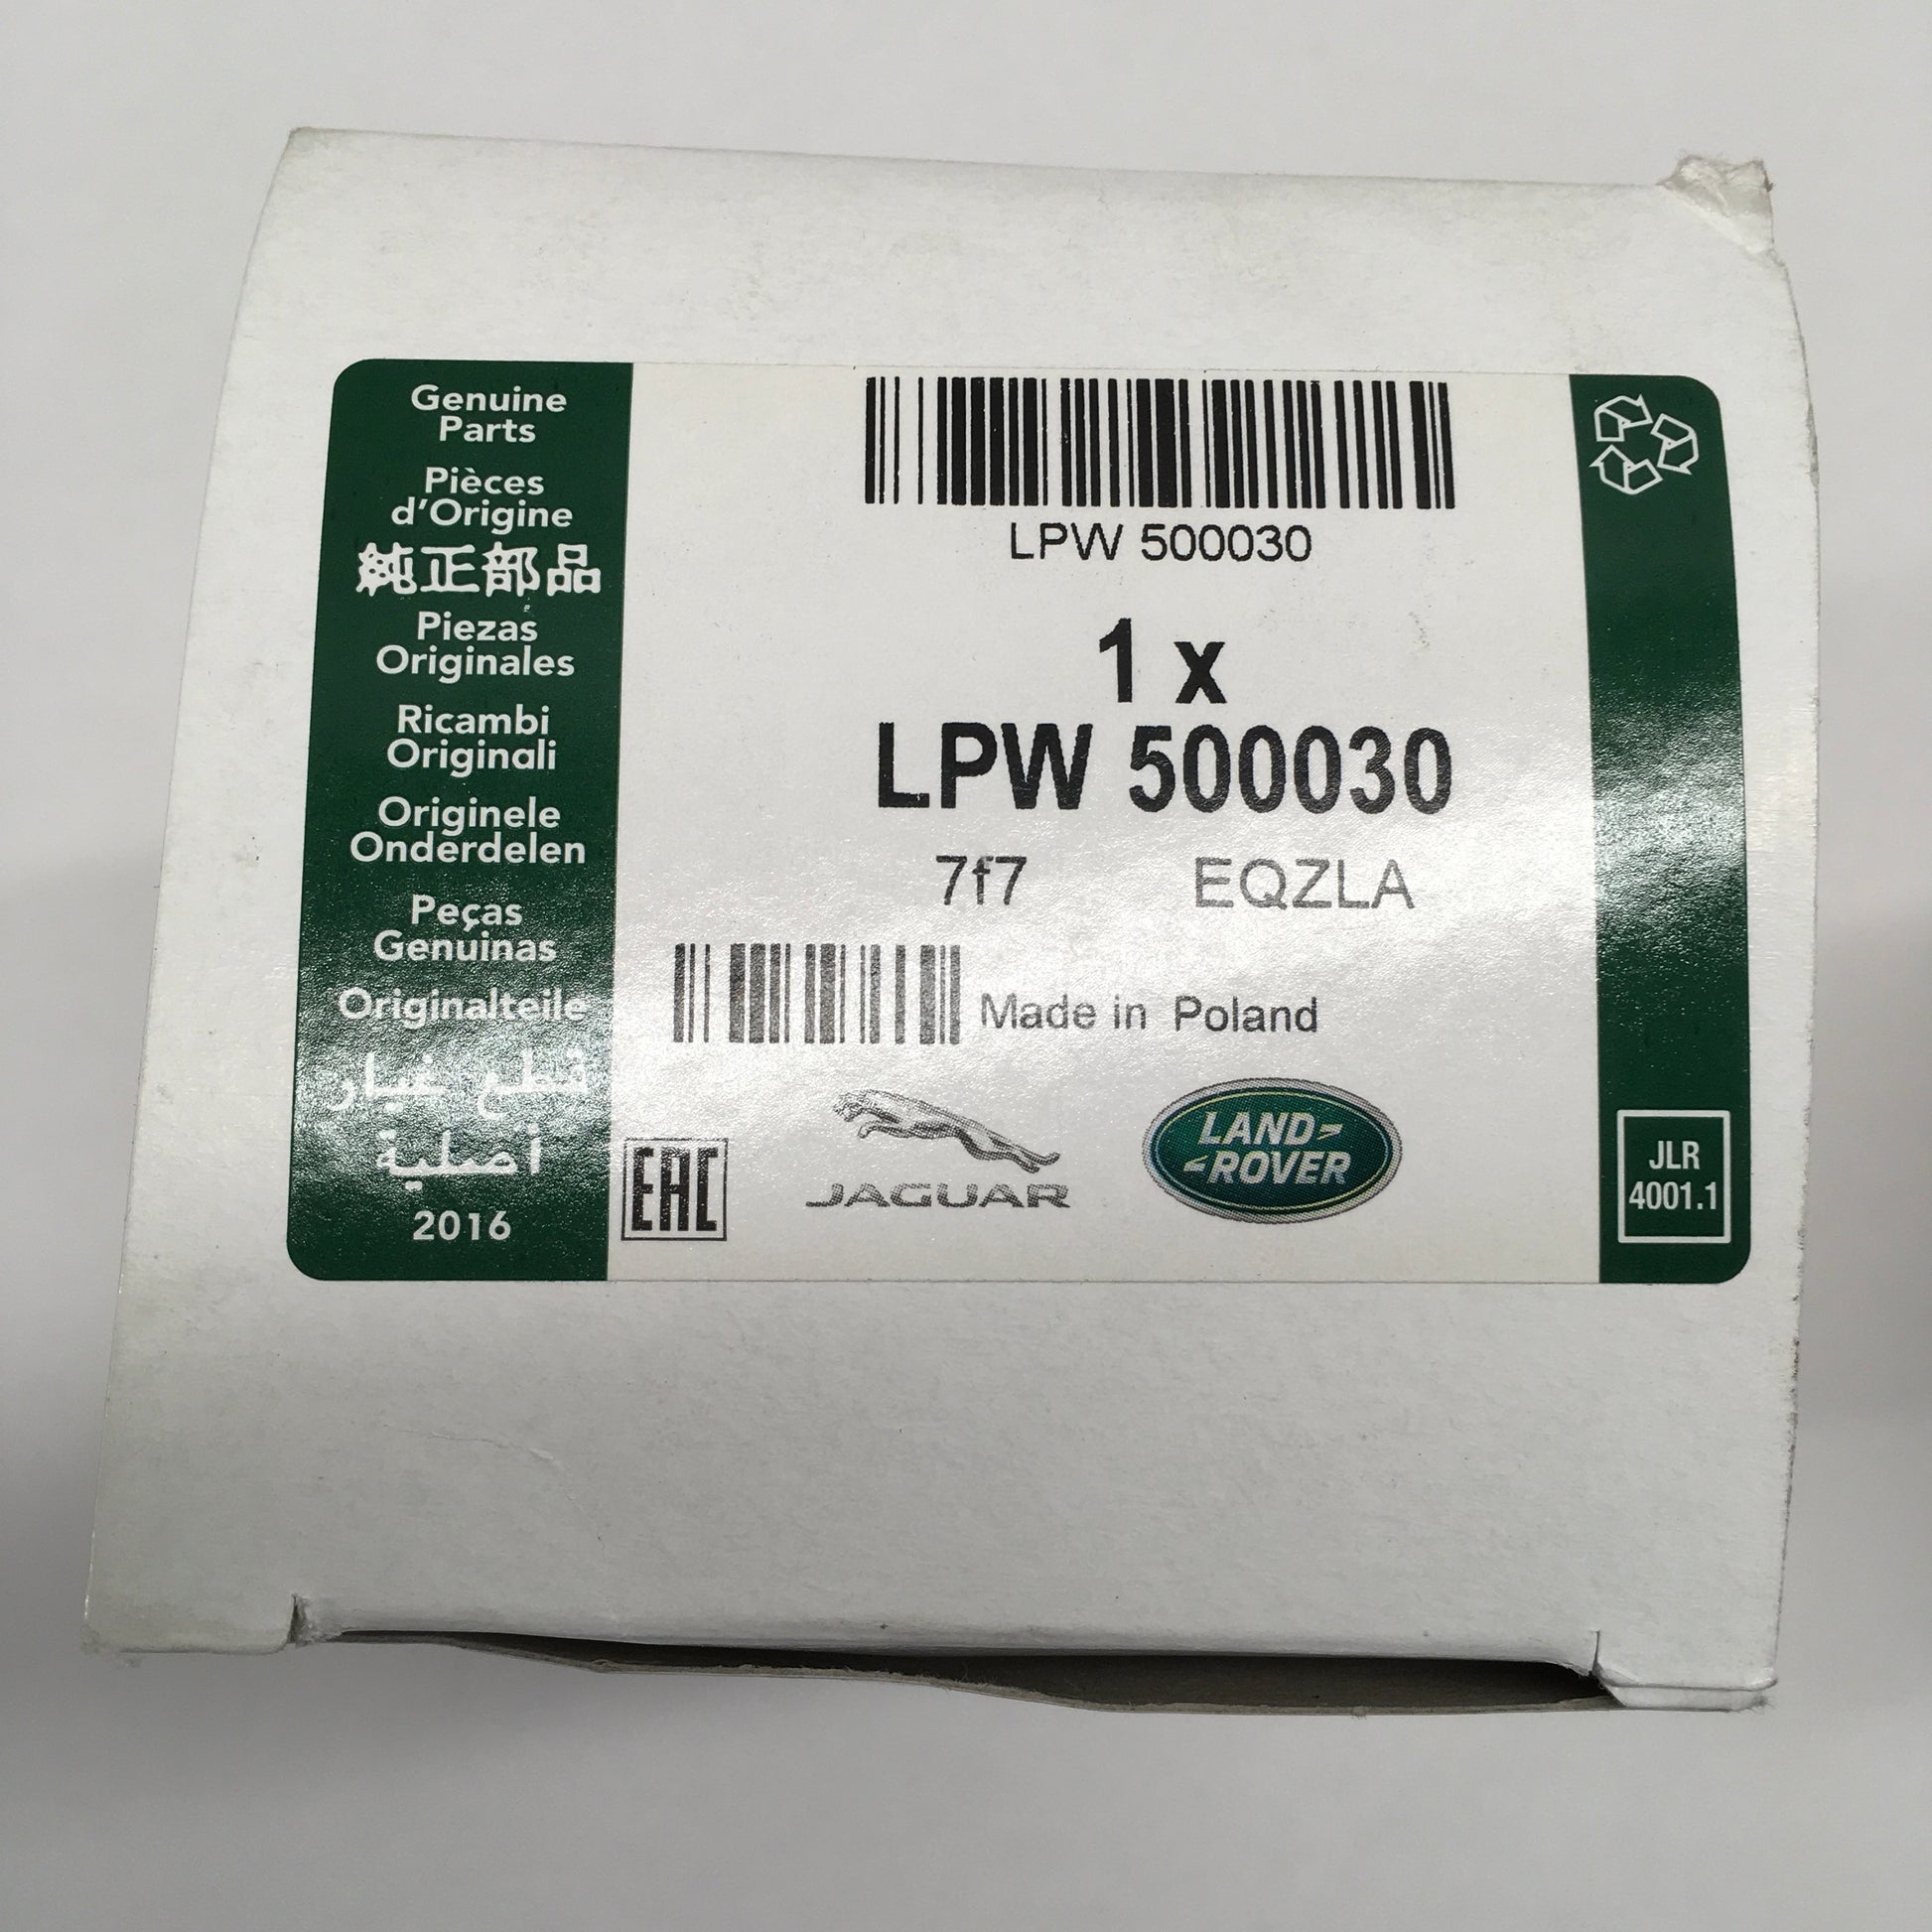 Genuine
Parts
Pièces
d'Origine
純正部品
Piezas
Originales
Ricambi
Originali
Originele
Onderdelen
Peças
Genuinas
Originalteile
قطع غيار
أصلية
2016
LPW 500030
1 x
LPW 500030
7f7 EQZLA
Made in Poland
EAC
JAGUAR
LAND-
-ROVER
JLR
4001.1